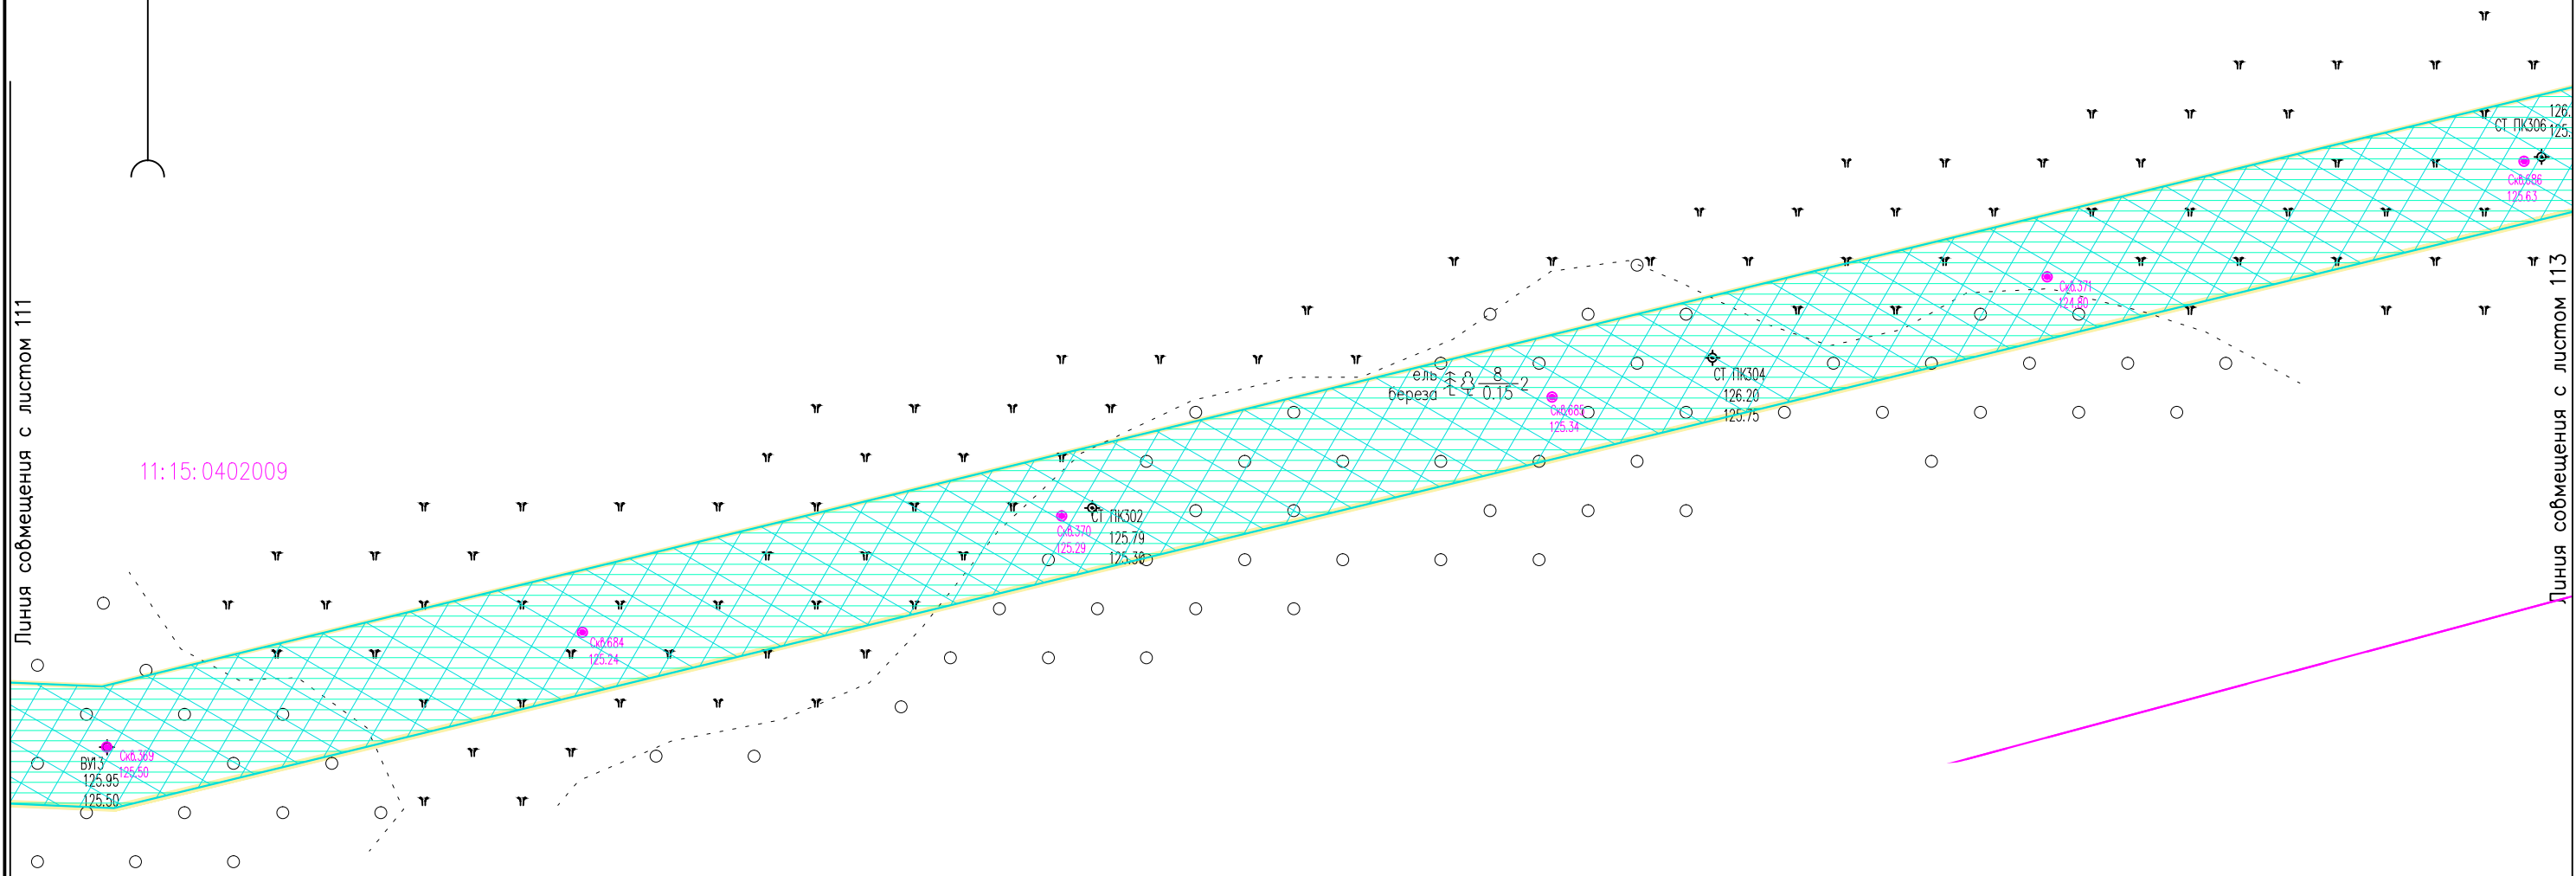 Линия совмещения с листом 111
11:15:0402009
ВУ13
125.95
125.50
Скв.369
125.50
Скв.684
125.24
Скв.370
125.29
СТ ПК302
125.79
125.30
ель
береза
8
0.15
2
Скв.685
125.34
СТ ПК304
126.20
125.75
Скв.371
124.80
СТ ПК306
126.
125.
Скв.686
125.63
Линия совмещения с листом 113